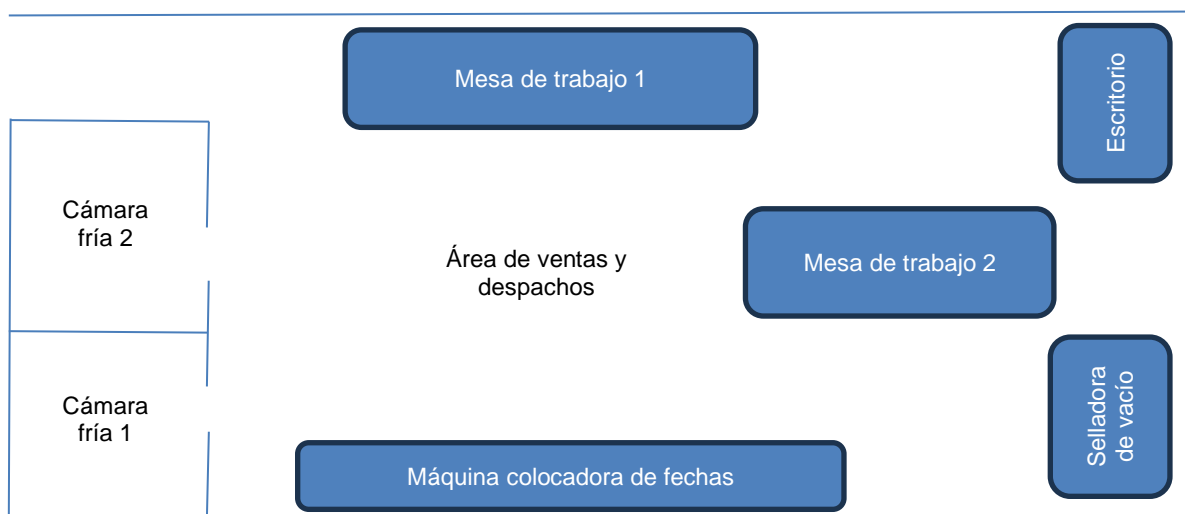 Mesa de trabajo 1
Escritorio
Cámara
fría 2
Área de ventas y
despachos
Mesa de trabajo 2
Cámara
fría 1
Selladora
de vacío
Máquina colocadora de fechas